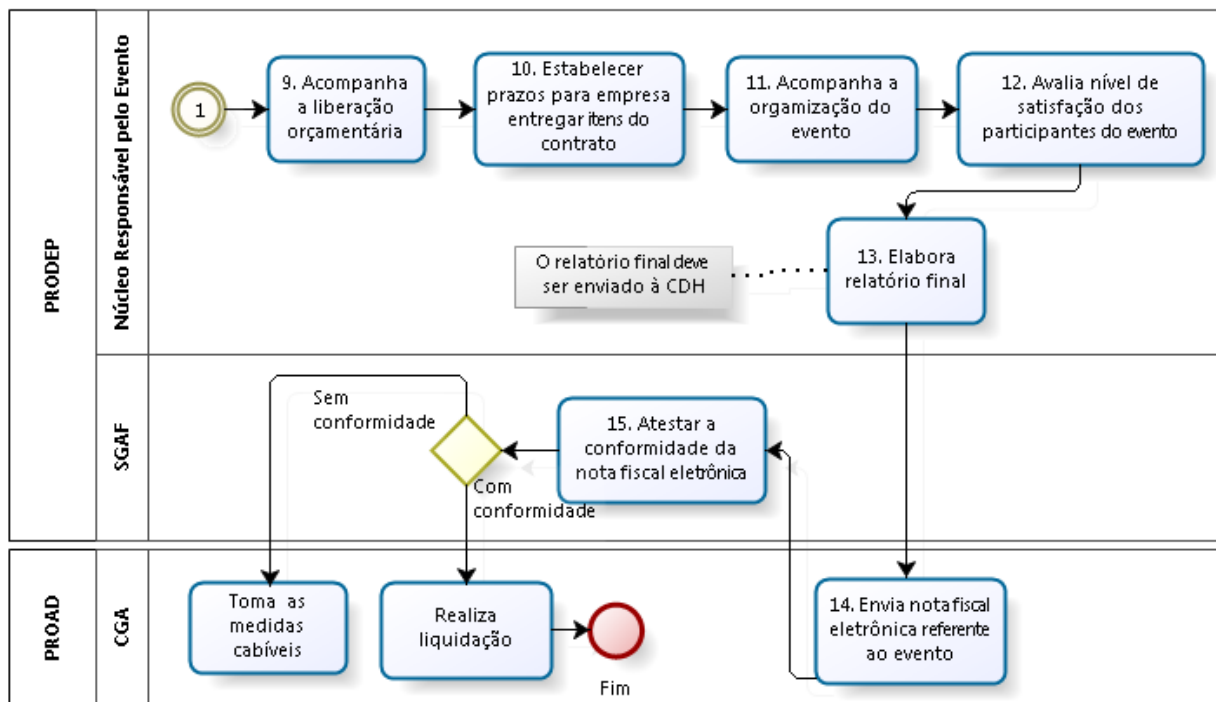 PRODEP
Núcleo Responsável pelo Evento
1
9. Acompanha
a liberação
orçamentária
10. Estabelecer
prazos para empresa
entregar itens do
contrato
11. Acompanha a
orgamização do
evento
12. Avalia nível de
satisfação dos
participantes do evento
13. Elabora
relatório final
O relatório final deve
ser enviado à CDH
SGAF
Sem
conformidade
15. Atestar a
conformidade da
nota fiscal eletrônica
Com
conformidade
PROAD
CGA
Toma as
medidas
cabíveis
Realiza
liquidação
Fim
14. Envia nota fiscal
eletrônica referente
ao evento